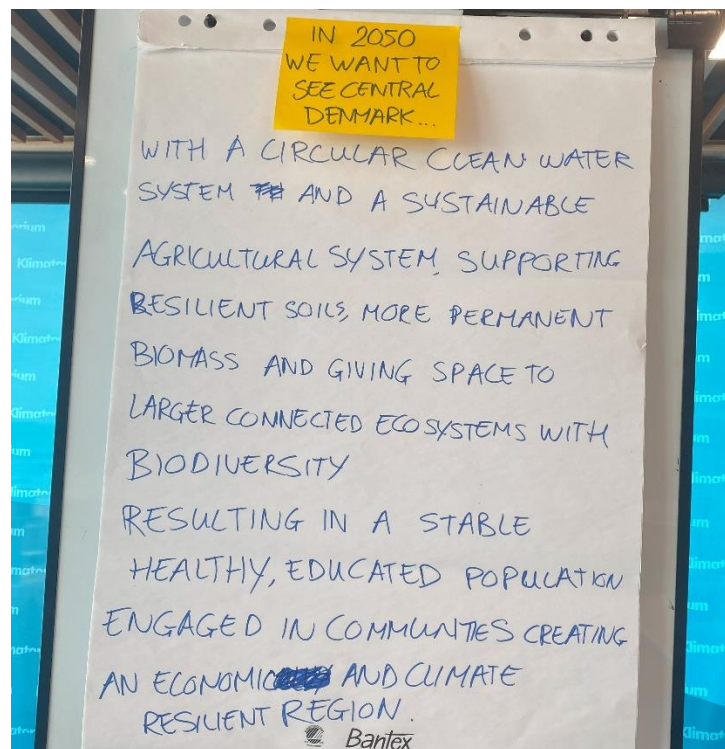 IN 2050
WE WANT TO
SEE CENTRAL
DENMARK...
WITH A CIRCULAR CLEAN WATER
SYSTEM AND A SUSTAINABLE
AGRICULTURAL SYSTEM, SUPPORTING
RESILIENT SOILS, MORE PERMANENT
BIOMASS AND GIVING SPACE TO
LARGER CONNECTED ECOSYSTEMS WITH
BIODIVERSITY
RESULTING IN A STABLE
HEALTHY, EDUCATED POPULATION
ENGAGED IN COMMUNITIES CREATING
AN ECONOMIC AND CLIMATE
RESILIENT REGION.
Bantex